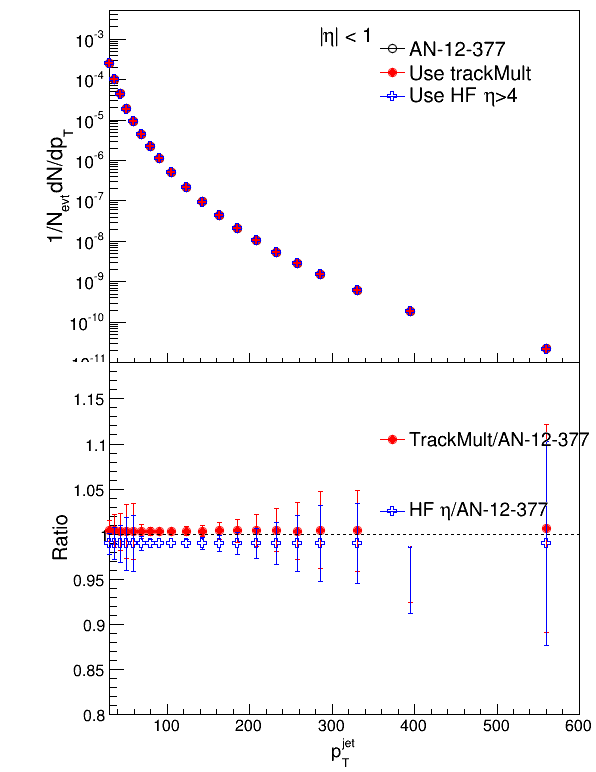 |η| < 1
AN-12-377
Use trackMult
Use HF η>4
1/N_evt dN/dp_T
10^-3
10^-4
10^-5
10^-6
10^-7
10^-8
10^-9
10^-10
10^-11
TrackMult/AN-12-377
HF η/AN-12-377
Ratio
1.1
1.05
1
0.95
0.9
0.85
0.8
100 200 300 400 500 600
p_T^jet